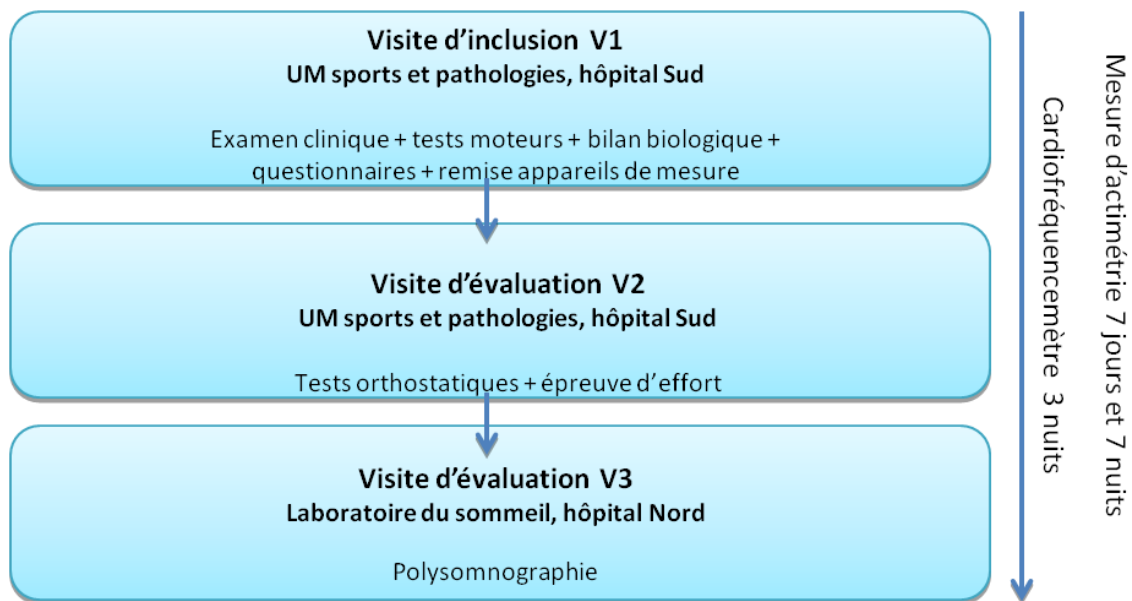 Visite d’inclusion V1
UM sports et pathologies, hôpital Sud
Examen clinique + tests moteurs + bilan biologique +
questionnaires + remise appareils de mesure
Visite d’évaluation V2
UM sports et pathologies, hôpital Sud
Tests orthostatiques + épreuve d’effort
Visite d’évaluation V3
Laboratoire du sommeil, hôpital Nord
Polysomnographie
Mesure d’actimétrie 7 jours et 7 nuits
Cardiofréquencemètre 3 nuits